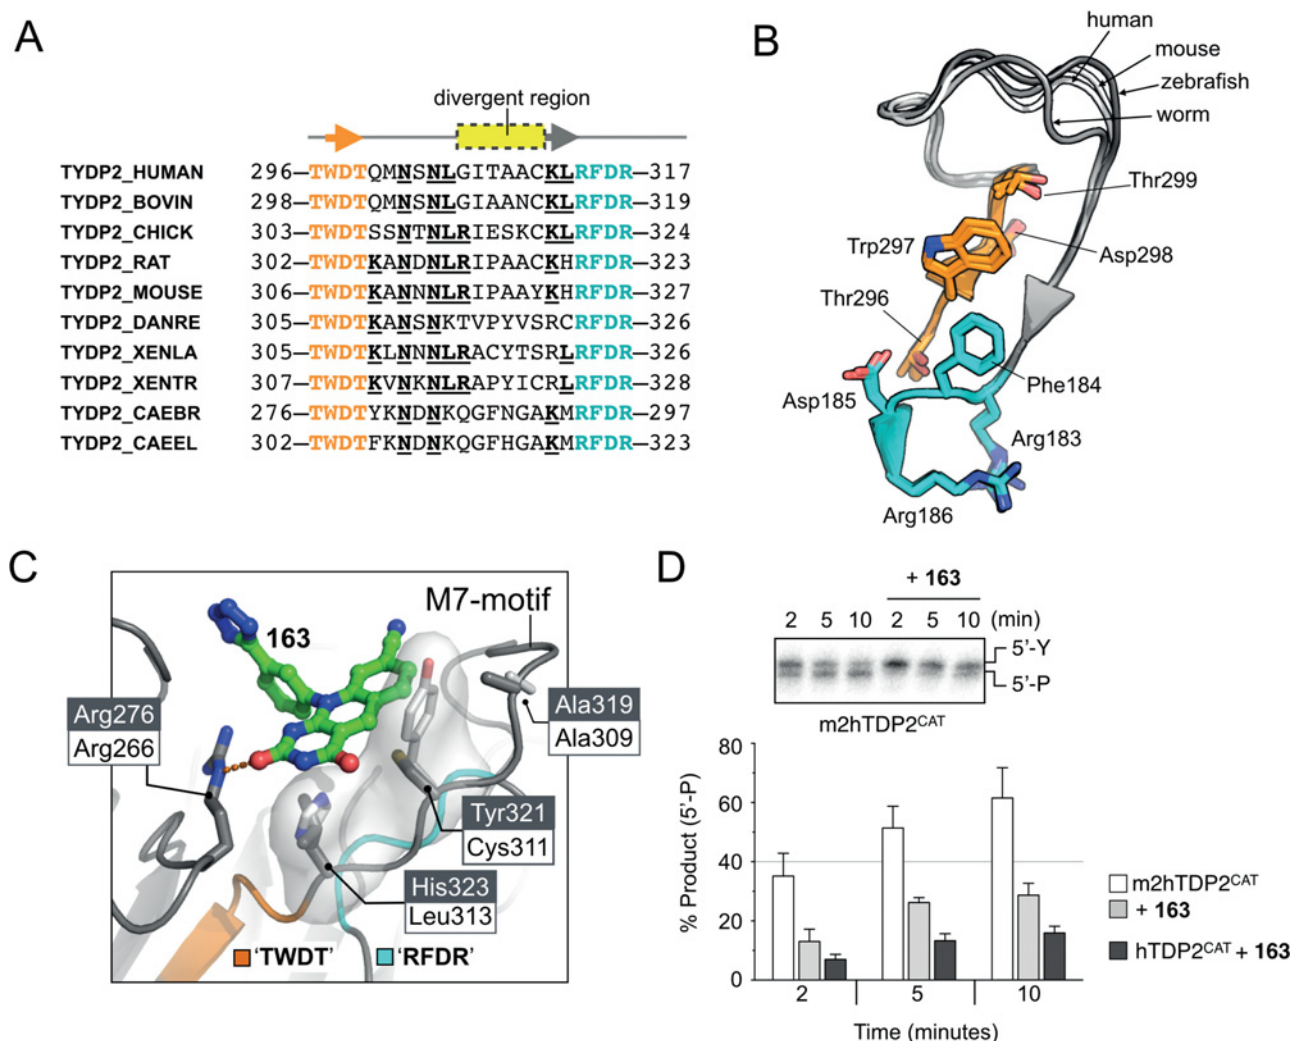 A
divergent region
TYDP2_HUMAN 296—TWDTQMNSNLGITAACKLRFDR—317
TYDP2_BOVIN 298—TWDTQMNSNLGIAANCKLRFDR—319
TYDP2_CHICK 303—TWDTSSNTNLRIESKCKLRFDR—324
TYDP2_RAT 302—TWDTKANDNLRIPAACKHRFDR—323
TYDP2_MOUSE 306—TWDTKANNNLRIPAAYKHRFDR—327
TYDP2_DANRE 305—TWDTKANSNKTVPYVSRCRFDR—326
TYDP2_XENLA 305—TWDTKLNNNLRACYTSRLRFDR—326
TYDP2_XENTR 307—TWDTKVNKNLRAPYICRLRFDR—328
TYDP2_CAEBR 276—TWDTYKNDNKQGFNGAKMRFDR—297
TYDP2_CAEEL 302—TWDTFKNDNKQGFHGAKMRFDR—323
B
human
mouse
zebrafish
worm
Thr299
Trp297
Asp298
Thr296
Phe184
Asp185
Arg183
Arg186
C
M7-motif
163
Arg276
Arg266
Ala319
Ala309
Tyr321
Cys311
His323
Leu313
'TWDT' 'RFDR'
D
+ 163
2 5 10 2 5 10 (min)
5'-Y
5'-P
m2hTDP2CAT
80
60
40
20
0
% Product (5'-P)
2 5 10
Time (minutes)
m2hTDP2CAT
+ 163
hTDP2CAT + 163